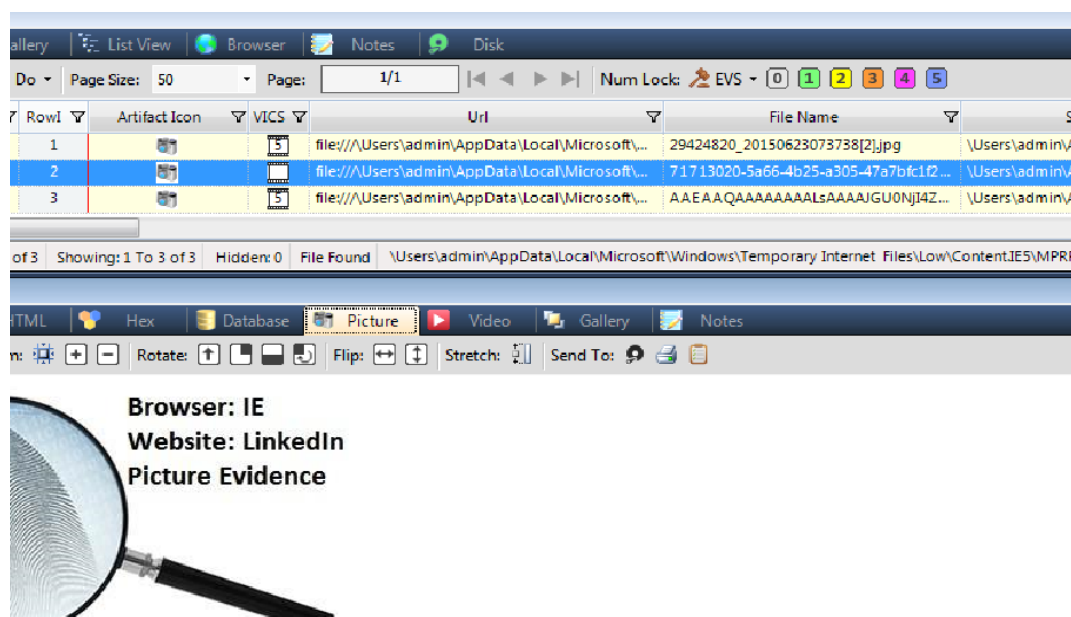 allery List View Browser Notes Disk
Do Page Size: 50 Page: 1/1 Num Lock: EVS 0 1 2 3 4 5
RowI Artifact Icon VICS Url File Name S
1 5 file:///\Users\admin\AppData\Local\Microsoft\... 29424820_20150623073738[2].jpg \Users\admin\A
2 file:///\Users\admin\AppData\Local\Microsoft\... 71713020-5a66-4b25-a305-47a7bfc1f2... \Users\admin\A
3 5 file:///\Users\admin\AppData\Local\Microsoft\... \Users\admin\A
of 3 Showing: 1 To 3 of 3 Hidden: 0 File Found \Users\admin\AppData\Local\Microsoft\Windows\Temporary Internet Files\Low\Content.IE5\MPRF
HTML Hex Database Picture Video Gallery Notes
m: Rotate: Flip: Stretch: Send To:
Browser: IE
Website: LinkedIn
Picture Evidence